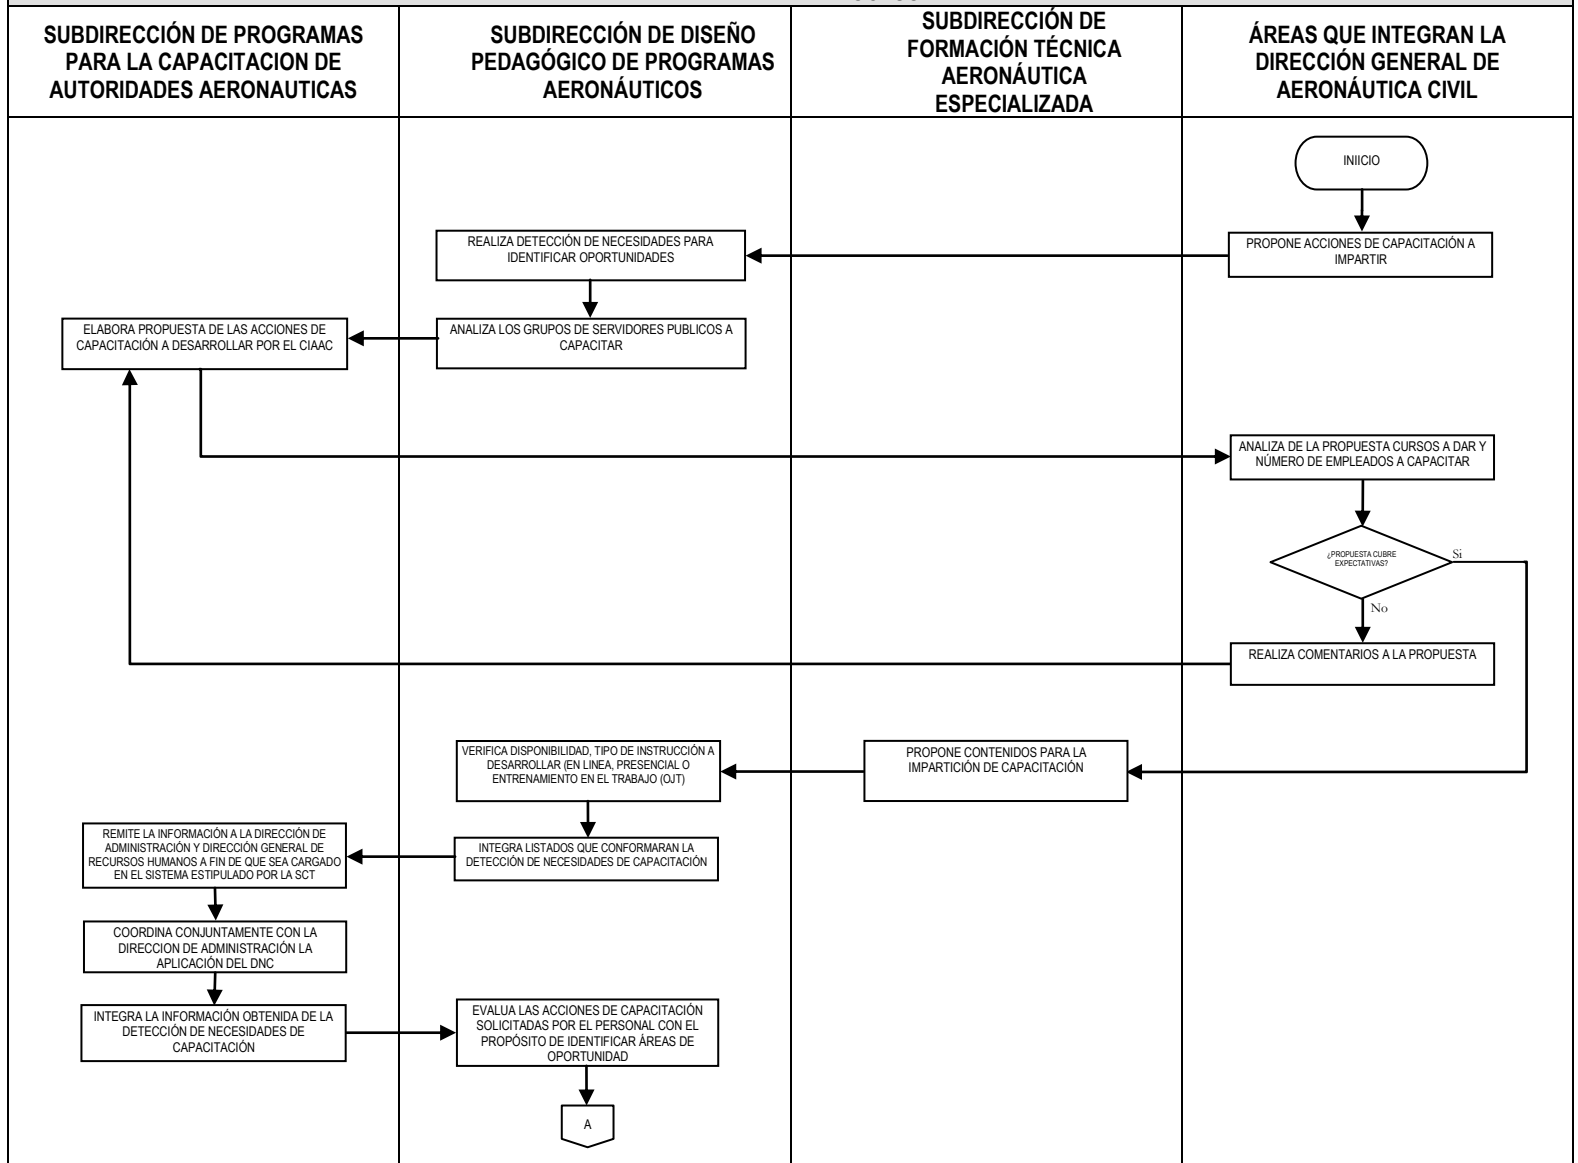 SUBDIRECCIÓN DE PROGRAMAS
PARA LA CAPACITACION DE
AUTORIDADES AERONAUTICAS
SUBDIRECCIÓN DE DISEÑO
PEDAGÓGICO DE PROGRAMAS
AERONÁUTICOS
SUBDIRECCIÓN DE
FORMACIÓN TÉCNICA
AERONÁUTICA
ESPECIALIZADA
ÁREAS QUE INTEGRAN LA
DIRECCIÓN GENERAL DE
AERONÁUTICA CIVIL
INIICIO
PROPONE ACCIONES DE CAPACITACIÓN A
IMPARTIR
REALIZA DETECCIÓN DE NECESIDADES PARA
IDENTIFICAR OPORTUNIDADES
ANALIZA LOS GRUPOS DE SERVIDORES PUBLICOS A
CAPACITAR
ELABORA PROPUESTA DE LAS ACCIONES DE
CAPACITACIÓN A DESARROLLAR POR EL CIAAC
ANALIZA DE LA PROPUESTA CURSOS A DAR Y
NÚMERO DE EMPLEADOS A CAPACITAR
¿PROPUESTA CUBRE
EXPECTATIVAS?
Si
No
REALIZA COMENTARIOS A LA PROPUESTA
PROPONE CONTENIDOS PARA LA
IMPARTICIÓN DE CAPACITACIÓN
VERIFICA DISPONIBILIDAD, TIPO DE INSTRUCCIÓN A
DESARROLLAR (EN LINEA, PRESENCIAL O
ENTRENAMIENTO EN EL TRABAJO (OJT)
INTEGRA LISTADOS QUE CONFORMARAN LA
DETECCIÓN DE NECESIDADES DE CAPACITACIÓN
REMITE LA INFORMACIÓN A LA DIRECCIÓN DE
ADMINISTRACIÓN Y DIRECCIÓN GENERAL DE
RECURSOS HUMANOS A FIN DE QUE SEA CARGADO
EN EL SISTEMA ESTIPULADO POR LA SCT
COORDINA CONJUNTAMENTE CON LA
DIRECCION DE ADMINISTRACIÓN LA
APLICACIÓN DEL DNC
INTEGRA LA INFORMACIÓN OBTENIDA DE LA
DETECCIÓN DE NECESIDADES DE
CAPACITACIÓN
EVALUA LAS ACCIONES DE CAPACITACIÓN
SOLICITADAS POR EL PERSONAL CON EL
PROPÓSITO DE IDENTIFICAR ÁREAS DE
OPORTUNIDAD
A